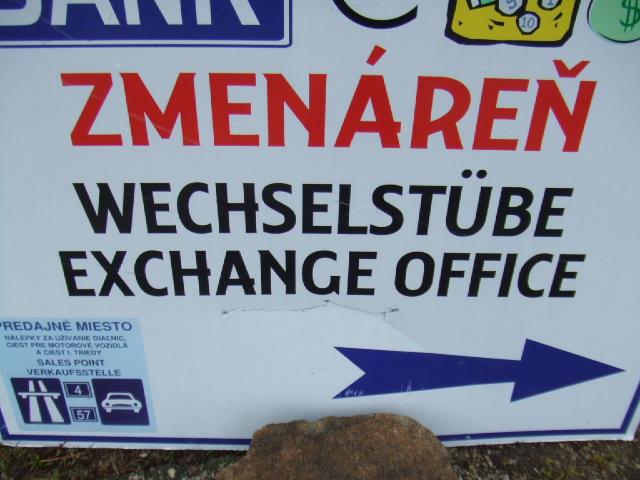 BANK
ZMENÁREŇ
WECHSELSTÜBE
EXCHANGE OFFICE
PREDAJNÉ MIESTO
NÁLEPKY ZA UŽÍVANIE DIAĽNIC,
CIEST PRE MOTOROVÉ VOZIDLÁ
A CIEST I. TRIEDY
SALES POINT
VERKAUFSSTELLE
4
57
10
$